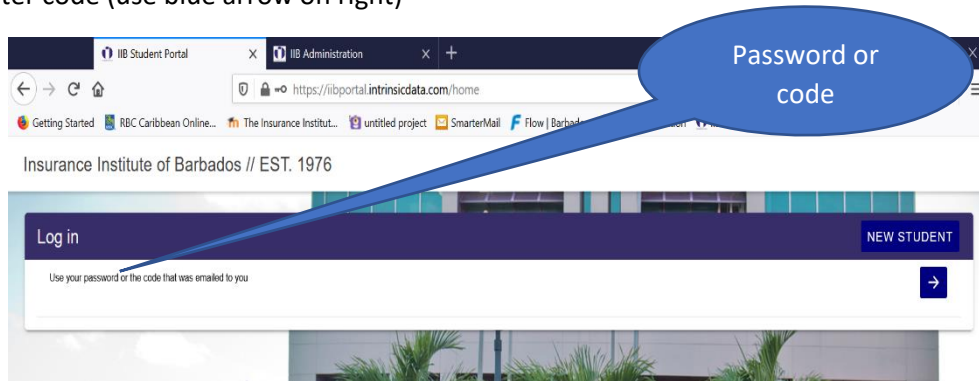 ter code (use blue arrow on right)
Password or
code
IIB Student Portal IIB Administration
https://iibportal.intrinsicdata.com/home
Getting Started RBC Caribbean Online... The Insurance Institut... untitled project SmarterMail Flow | Barbad
Insurance Institute of Barbados // EST. 1976
Log in NEW STUDENT
Use your password or the code that was emailed to you